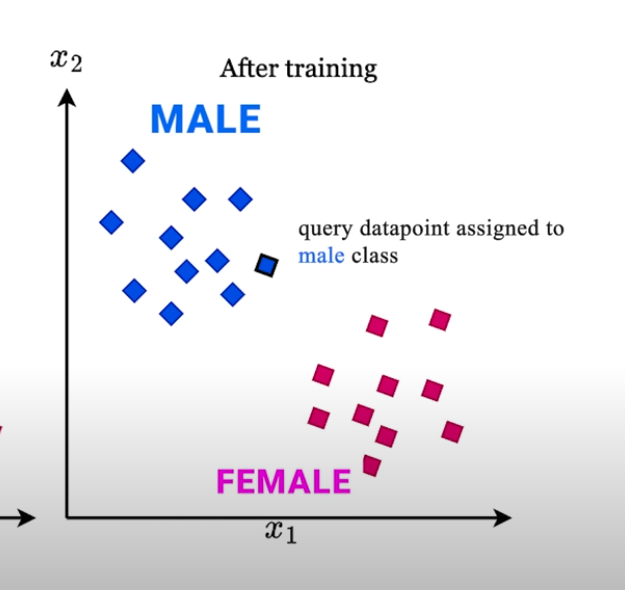 x2
After training
MALE
query datapoint assigned to
male class
FEMALE
x1